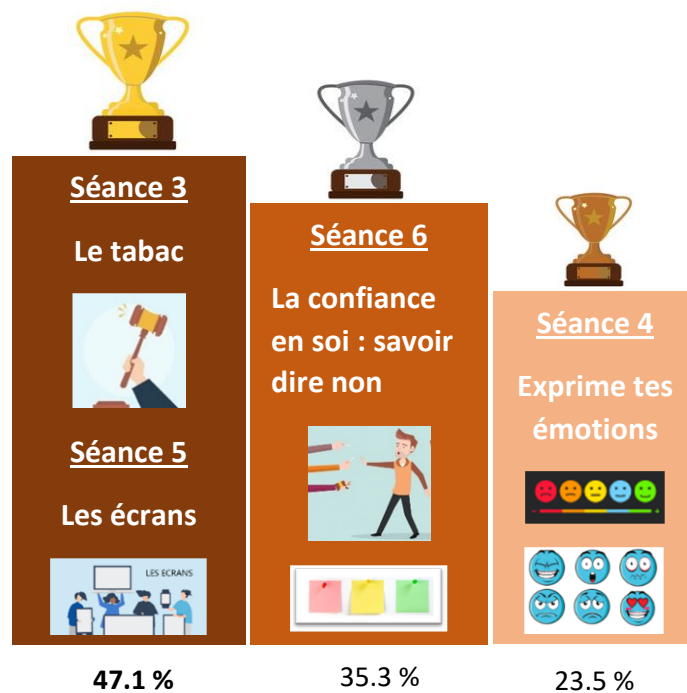 Séance 3
Le tabac
Séance 5
Les écrans
LES ECRANS
47.1 %
Séance 6
La confiance
en soi : savoir
dire non
35.3 %
Séance 4
Exprime tes
émotions
- +
23.5 %